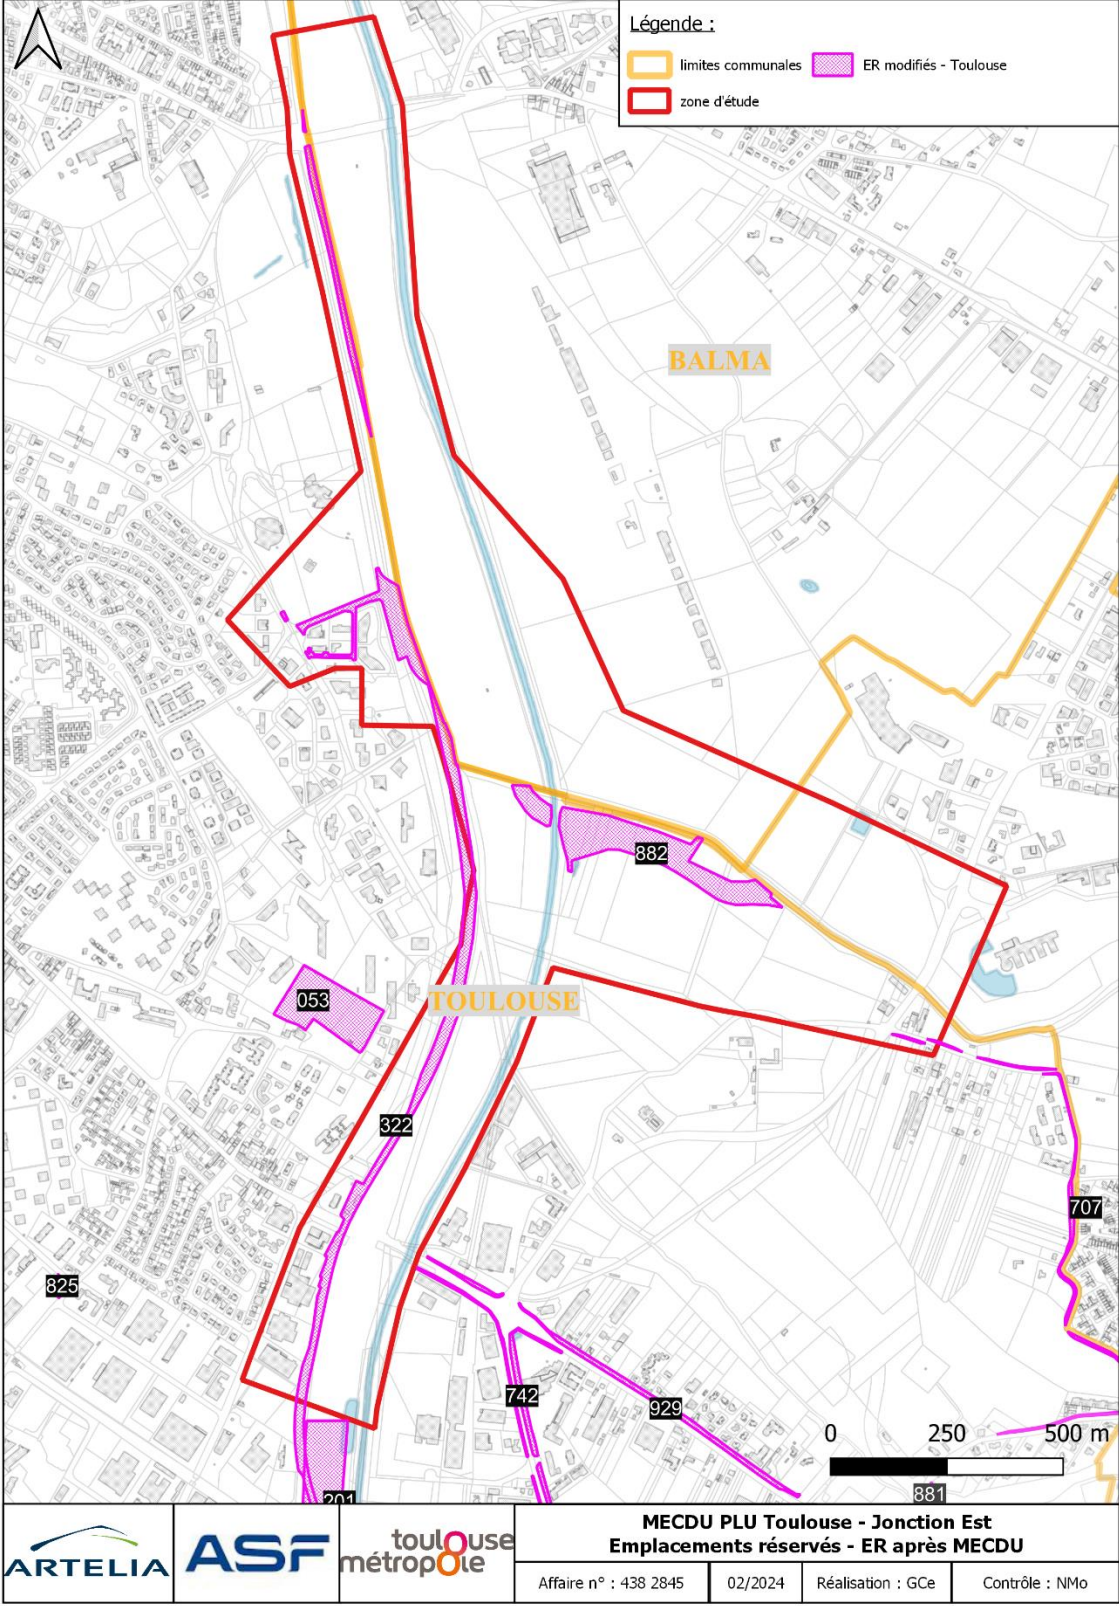 Légende :
limites communales
ER modifiés - Toulouse
zone d'étude
BALMA
882
053
TOULOUSE
322
707
825
742
929
0 250 500 m
881
201
ARTELIA
ASF
toulouse
métropole
MECDU PLU Toulouse - Jonction Est
Emplacements réservés - ER après MECDU
Affaire n° : 438 2845
02/2024
Réalisation : GCe
Contrôle : NMo